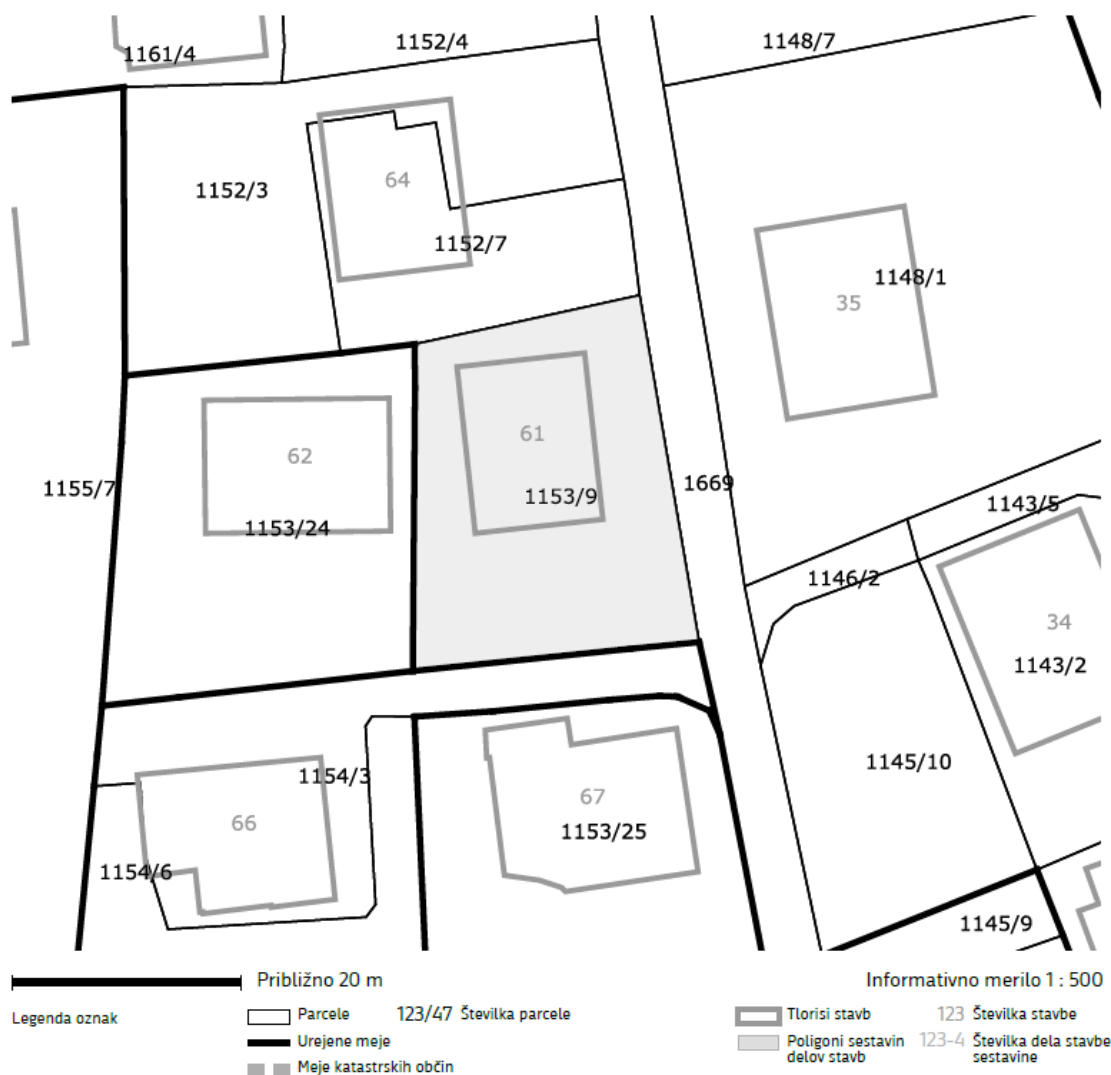 1161/4
1152/4
1148/7
64
1152/3
1152/7
1148/1
35
61
62
1155/7
1669
1153/9
1153/24
1143/5
1146/2
34
1143/2
1145/10
1154/3
67
66
1153/25
1154/6
1145/9
Približno 20 m
Informativno merilo 1 : 500
Legenda oznak
Parcele
123/47 Številka parcele
Urejene meje
Meje katastrskih občin
Tlorisi stavb
123 Številka stavbe
Poligoni sestavin
delov stavb
123-4 Številka dela stavbe
sestavine